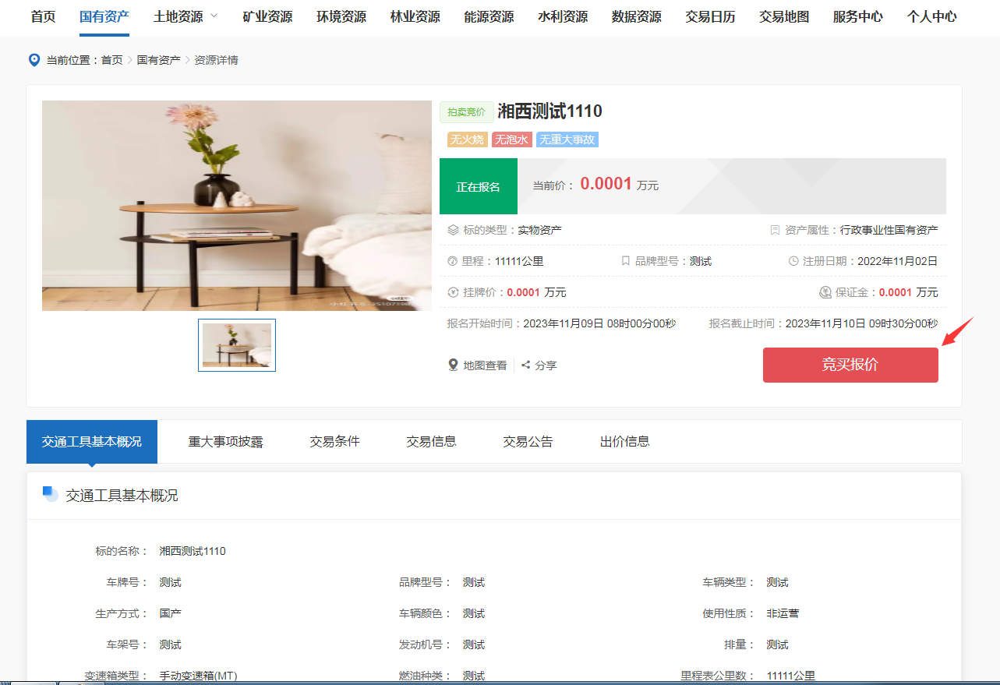 首页 国有资产 土地资源 矿业资源 环境资源 林业资源 能源资源 水利资源 数据资源 交易日历 交易地图 服务中心 个人中心
当前位置：首页 > 国有资产 > 资源详情
拍卖竞价 湘西测试1110
无火烧 无泡水 无重大事故
正在报名 当前价： 0.0001 万元
标的类型：实物资产 资产属性：行政事业性国有资产
里程：11111公里 品牌型号：测试 注册日期：2022年11月02日
挂牌价：0.0001 万元 保证金：0.0001 万元
报名开始时间：2023年11月09日 08时00分00秒 报名截止时间：2023年11月10日 09时30分00秒
地图查看 分享 竞买报价
交通工具基本概况 重大事项披露 交易条件 交易信息 交易公告 出价信息
交通工具基本概况
标的名称： 湘西测试1110
车牌号： 测试 品牌型号： 测试 车辆类型： 测试
生产方式： 国产 车辆颜色： 测试 使用性质： 非运营
车架号： 测试 发动机号： 测试 排量： 测试
变速箱类型： 手动变速箱(MT) 燃油种类： 测试 里程表公里数： 11111公里